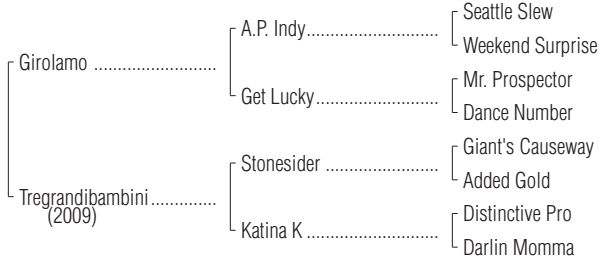 Seattle Slew
A.P. Indy
Weekend Surprise
Girolamo
Mr. Prospector
Get Lucky
Dance Number
Giant's Causeway
Stonesider
Added Gold
Tregrandibambini
(2009)
Distinctive Pro
Katina K
Darlin Momma